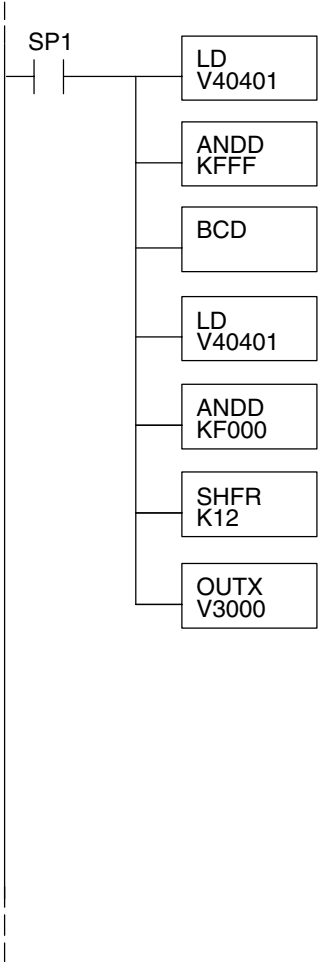 SP1
LD
V40401
ANDD
KFFF
BCD
LD
V40401
ANDD
KF000
SHFR
K12
OUTX
V3000